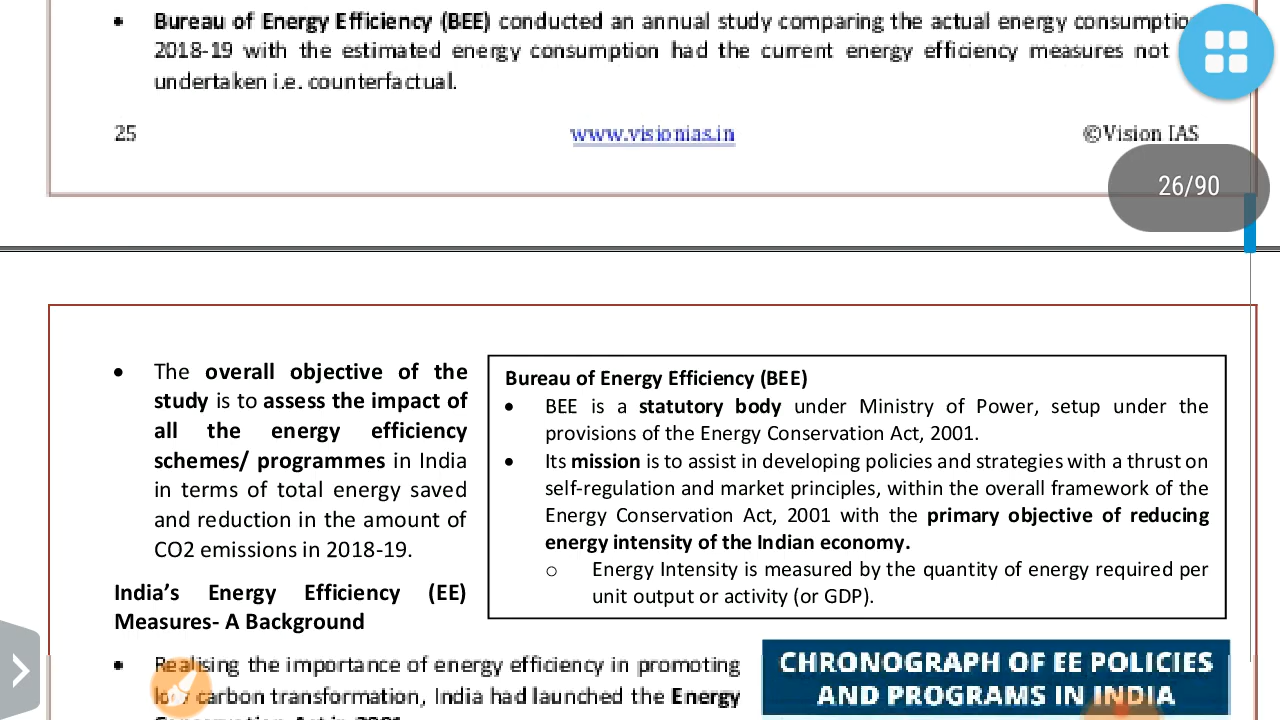 • Bureau of Energy Efficiency (BEE) conducted an annual study comparing the actual energy
2018-19 with the estimated energy consumption had the current energy efficiency measures not
undertaken i.e. counterfactual.
25 www.visionias.in ©Vision IAS
26/90
• The overall objective of the
study is to assess the impact of
all the energy efficiency
schemes/ programmes in India
in terms of total energy saved
and reduction in the amount of
CO2 emissions in 2018-19.
India's Energy Efficiency (EE)
Measures- A Background
Bureau of Energy Efficiency (BEE)
• BEE is a statutory body under Ministry of Power, setup under the
provisions of the Energy Conservation Act, 2001.
• Its mission is to assist in developing policies and strategies with a thrust on
self-regulation and market principles, within the overall framework of the
Energy Conservation Act, 2001 with the primary objective of reducing
energy intensity of the Indian economy.
o Energy Intensity is measured by the quantity of energy required per
unit output or activity (or GDP).
• Realising the importance of energy efficiency in promoting
carbon transformation, India had launched the Energy
CHRONOGRAPH OF EE POLICIES
AND PROGRAMS IN INDIA